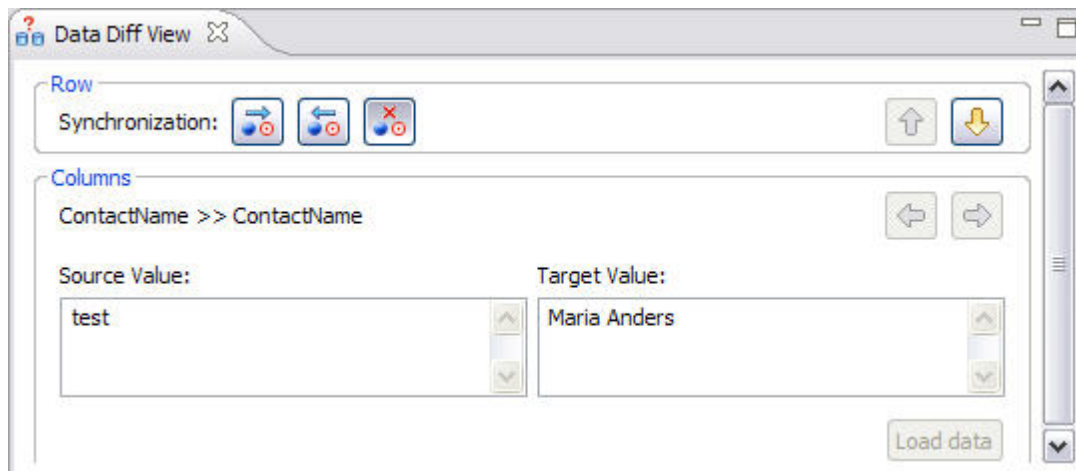 Data Diff View
Row
Synchronization:
Columns
ContactName >> ContactName
Source Value:
Target Value:
test
Maria Anders
Load data